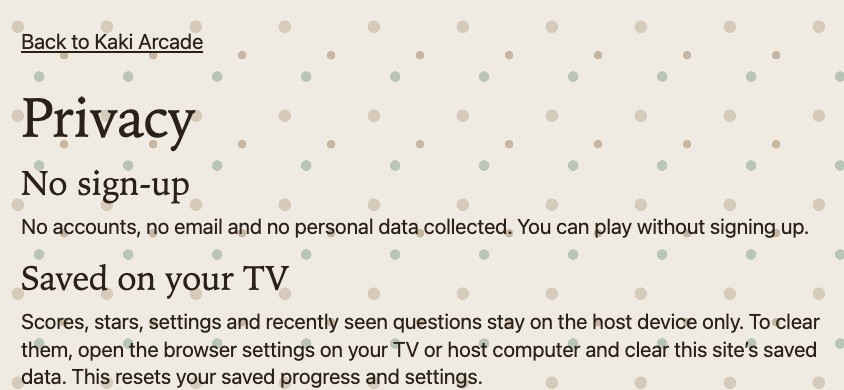 Back to Kaki Arcade
Privacy
No sign-up
No accounts, no email and no personal data collected. You can play without signing up.
Saved on your TV
Scores, stars, settings and recently seen questions stay on the host device only. To clear
them, open the browser settings on your TV or host computer and clear this site’s saved
data. This resets your saved progress and settings.